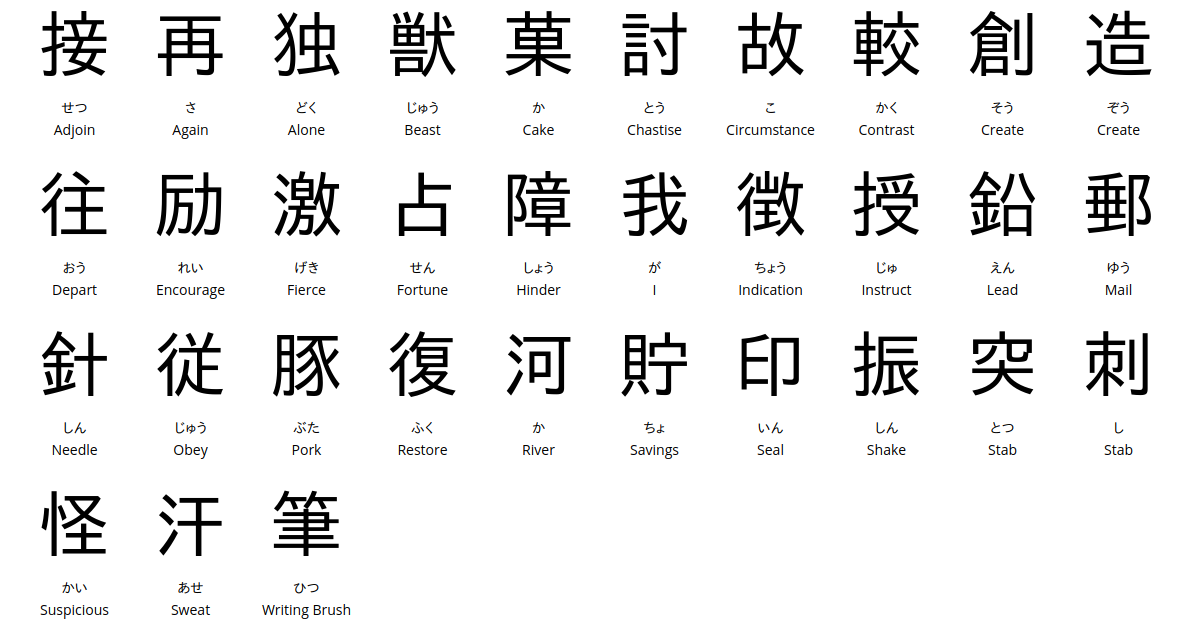 接 再 独 獣 菓 討 故 較 創 造
せつ さ どく じゅう か とう こ かく そう ぞう
Adjoin Again Alone Beast Cake Chastise Circumstance Contrast Create Create
往 励 激 占 障 我 徴 授 鉛 郵
おう れい げき せん しょう が ちょう じゅ えん ゆう
Depart Encourage Fierce Fortune Hinder I Indication Instruct Lead Mail
針 従 豚 復 河 貯 印 振 突 刺
しん じゅう ぶた ふく か ちょ いん しん とつ し
Needle Obey Pork Restore River Savings Seal Shake Stab Stab
怪 汗 筆
かい あせ ひつ
Suspicious Sweat Writing Brush